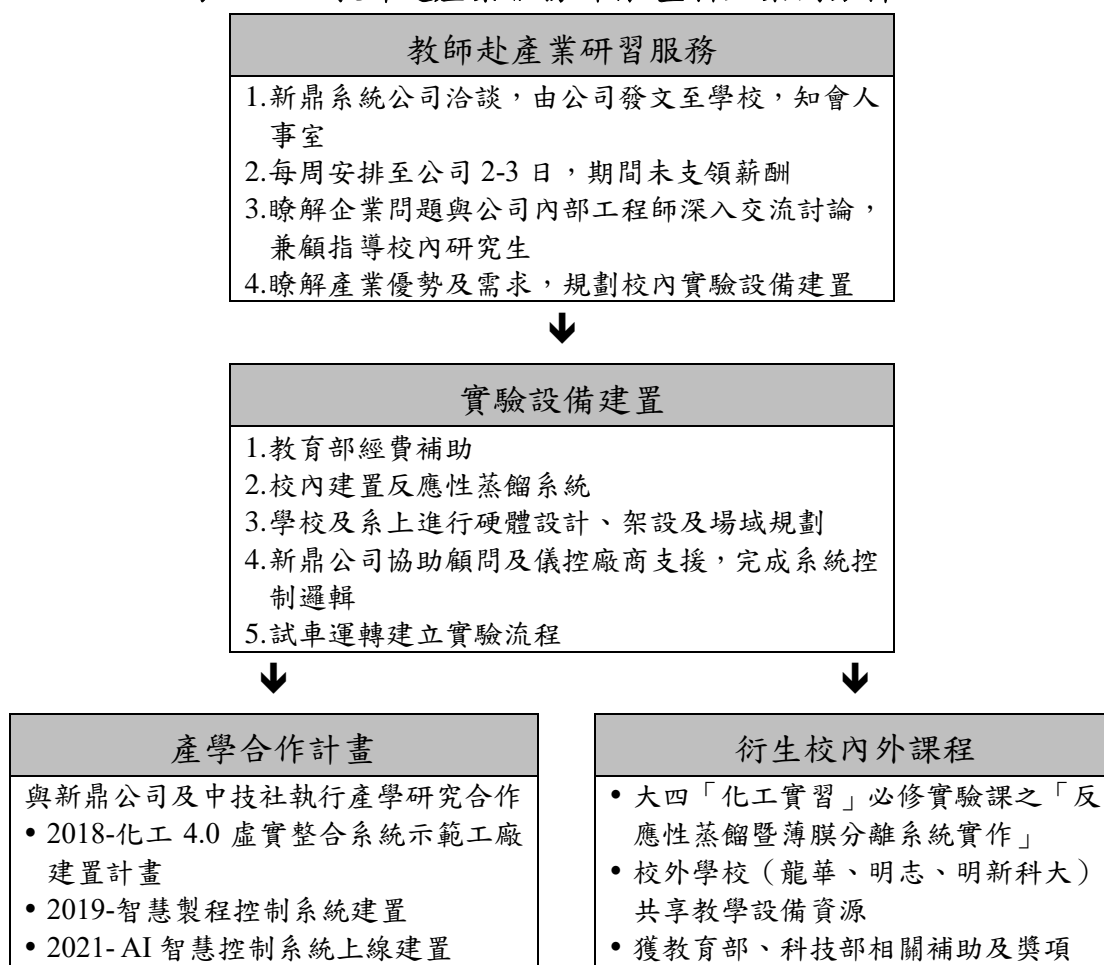 教師赴產業研習服務
1.新鼎系統公司洽談，由公司發文至學校，知會人
事室
2.每周安排至公司 2-3 日，期間未支領薪酬
3.瞭解企業問題與公司內部工程師深入交流討論，
兼顧指導校內研究生
4.瞭解產業優勢及需求，規劃校內實驗設備建置
實驗設備建置
1.教育部經費補助
2.校內建置反應性蒸餾系統
3.學校及系上進行硬體設計、架設及場域規劃
4.新鼎公司協助顧問及儀控廠商支援，完成系統控
制邏輯
5.試車運轉建立實驗流程
產學合作計畫
與新鼎公司及中技社執行產學研究合作
• 2018-化工 4.0 虛實整合系統示範工廠
建置計畫
• 2019-智慧製程控制系統建置
• 2021- AI 智慧控制系統上線建置
衍生校內外課程
• 大四「化工實習」必修實驗課之「反
應性蒸餾暨薄膜分離系統實作」
• 校外學校（龍華、明志、明新科大）
共享教學設備資源
• 獲教育部、科技部相關補助及獎項